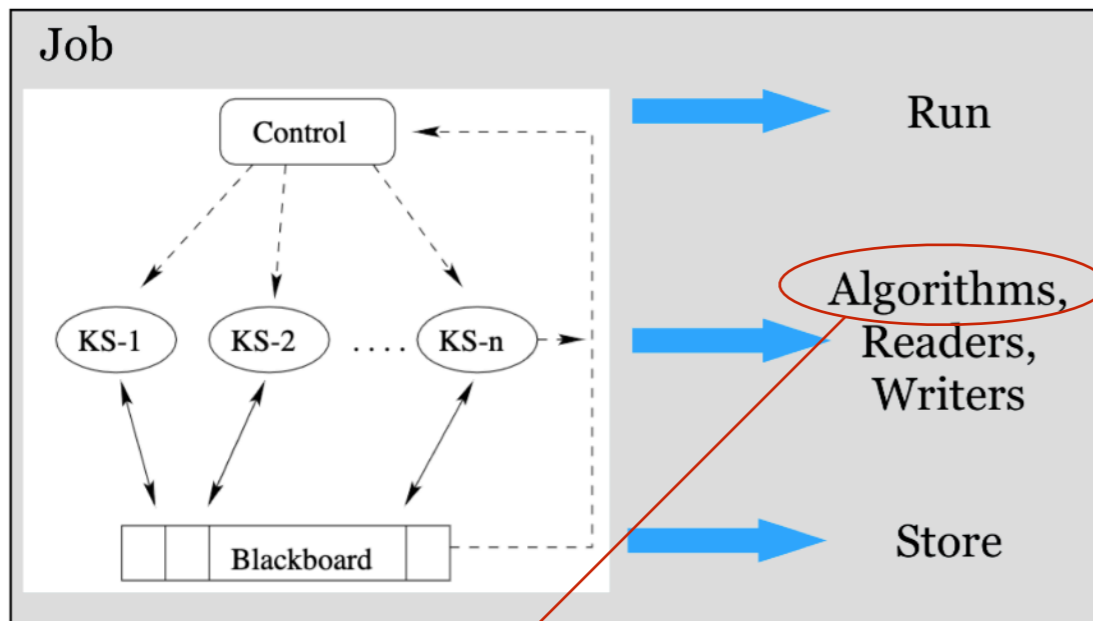 Job
Control
Run
KS-1
KS-2
....
KS-n
Algorithms,
Readers,
Writers
Blackboard
Store